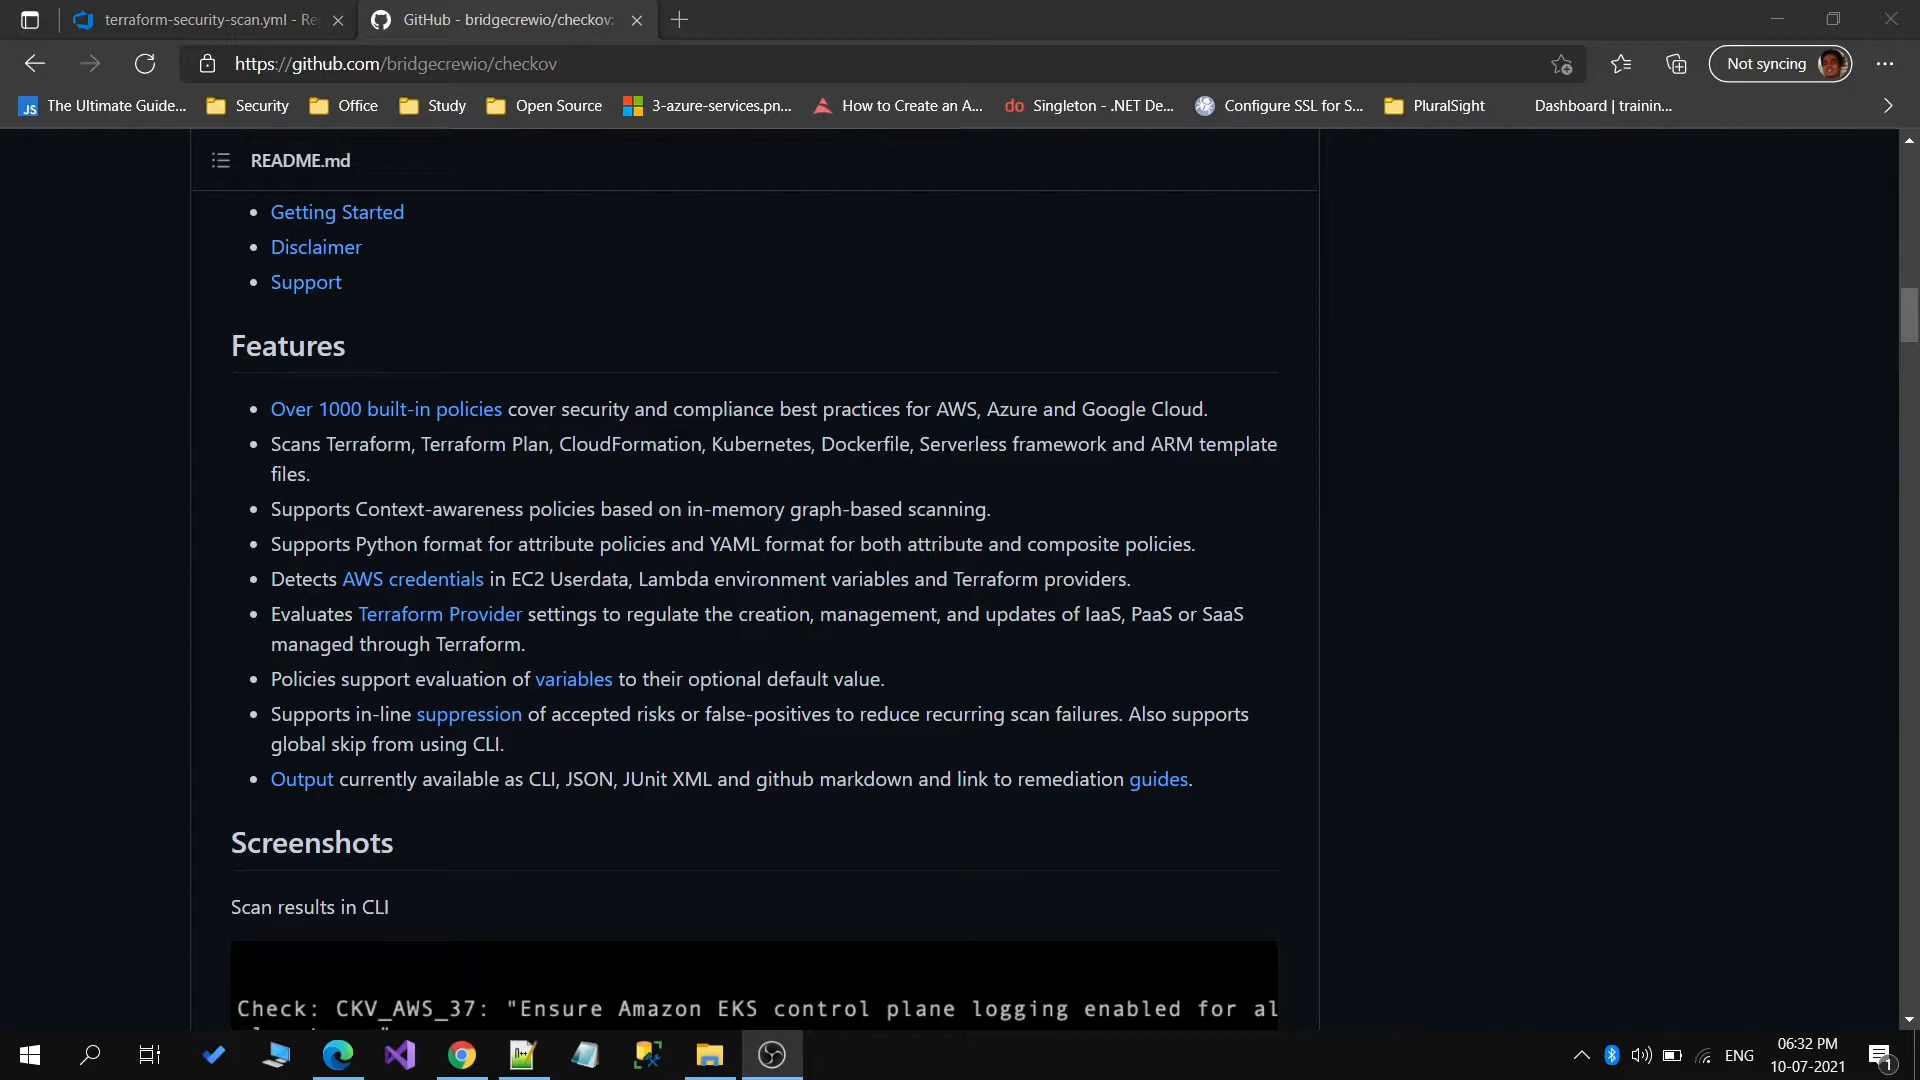 terraform-security-scan.yml - Re
GitHub - bridgecrewio/checkov:
https://github.com/bridgecrewio/checkov
Not syncing
The Ultimate Guide...
Security
Office
Study
Open Source
3-azure-services.pn...
How to Create an A...
do
Singleton - .NET De...
Configure SSL for S...
PluralSight
Dashboard | trainin...
JS
README.md
Getting Started
Disclaimer
Support
Features
Over 1000 built-in policies cover security and compliance best practices for AWS, Azure and Google Cloud.
Scans Terraform, Terraform Plan, CloudFormation, Kubernetes, Dockerfile, Serverless framework and ARM template
files.
Supports Context-awareness policies based on in-memory graph-based scanning.
Supports Python format for attribute policies and YAML format for both attribute and composite policies.
Detects AWS credentials in EC2 Userdata, Lambda environment variables and Terraform providers.
Evaluates Terraform Provider settings to regulate the creation, management, and updates of IaaS, PaaS or SaaS
managed through Terraform.
Policies support evaluation of variables to their optional default value.
Supports in-line suppression of accepted risks or false-positives to reduce recurring scan failures. Also supports
global skip from using CLI.
Output currently available as CLI, JSON, JUnit XML and github markdown and link to remediation guides.
Screenshots
Scan results in CLI
Check: CKV_AWS_37: "Ensure Amazon EKS control plane logging enabled for al
ENG
06:32 PM
10-07-2021
1